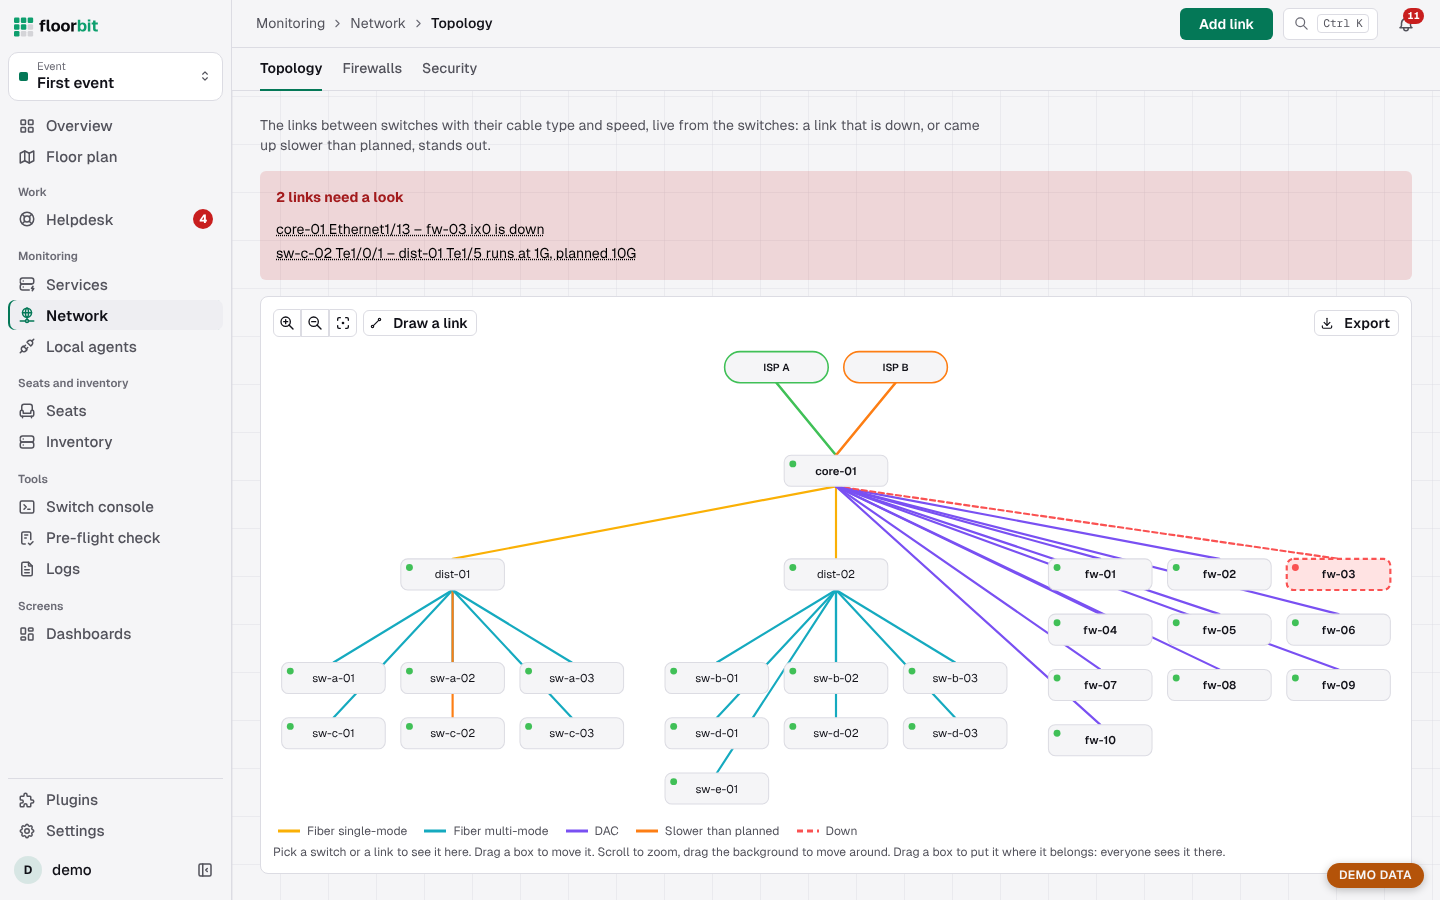 floorbit
Event
First event
Overview
Floor plan
Work
Helpdesk 4
Monitoring
Services
Network
Local agents
Seats and inventory
Seats
Inventory
Tools
Switch console
Pre-flight check
Logs
Screens
Dashboards
Plugins
Settings
D demo
Monitoring > Network > Topology
Add link
Ctrl K
11
Topology Firewalls Security
The links between switches with their cable type and speed, live from the switches: a link that is down, or came
up slower than planned, stands out.
2 links need a look
core-01 Ethernet1/13 – fw-03 ix0 is down
sw-c-02 Te1/0/1 – dist-01 Te1/5 runs at 1G, planned 10G
Draw a link
Export
ISP A ISP B
core-01
dist-01 dist-02 fw-01 fw-02 fw-03
fw-04 fw-05 fw-06
sw-a-01 sw-a-02 sw-a-03 sw-b-01 sw-b-02 sw-b-03 fw-07 fw-08 fw-09
sw-c-01 sw-c-02 sw-c-03 sw-d-01 sw-d-02 sw-d-03 fw-10
sw-e-01
Fiber single-mode Fiber multi-mode DAC Slower than planned Down
Pick a switch or a link to see it here. Drag a box to move it. Scroll to zoom, drag the background to move around. Drag a box to put it where it belongs: everyone sees it there.
DEMO DATA